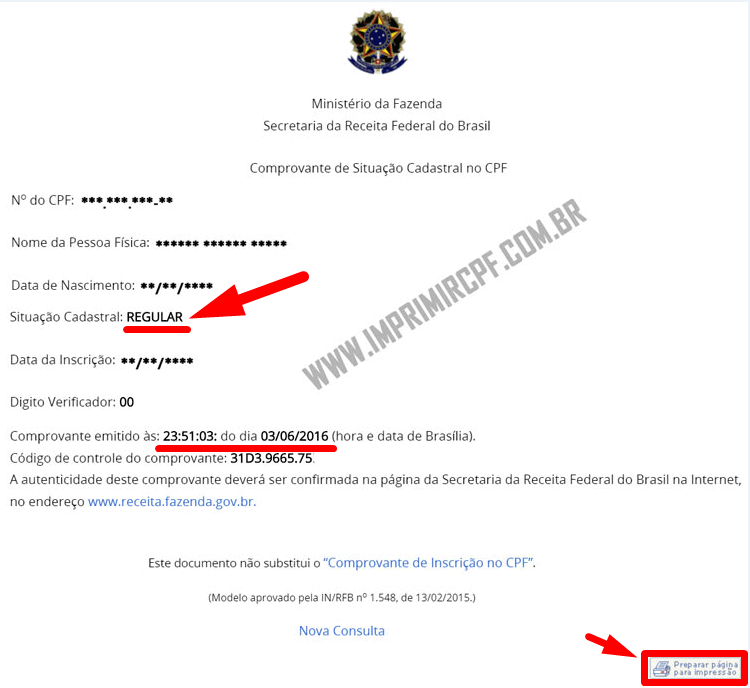 Ministério da Fazenda
Secretaria da Receita Federal do Brasil
Comprovante de Situação Cadastral no CPF
Nº do CPF: ***.***.***-**
Nome da Pessoa Física: ****** ****** *****
Data de Nascimento: **/**/****
Situação Cadastral: REGULAR
Data da Inscrição: **/**/****
Digito Verificador: 00
Comprovante emitido às: 23:51:03: do dia 03/06/2016 (hora e data de Brasília).
Código de controle do comprovante: 31D3.9665.75.
A autenticidade deste comprovante deverá ser confirmada na página da Secretaria da Receita Federal do Brasil na Internet,
no endereço www.receita.fazenda.gov.br.
Este documento não substitui o “Comprovante de Inscrição no CPF”.
(Modelo aprovado pela IN/RFB nº 1.548, de 13/02/2015.)
Nova Consulta
Preparar página
para impressão
WWW.IMPRIMIRCPF.COM.BR